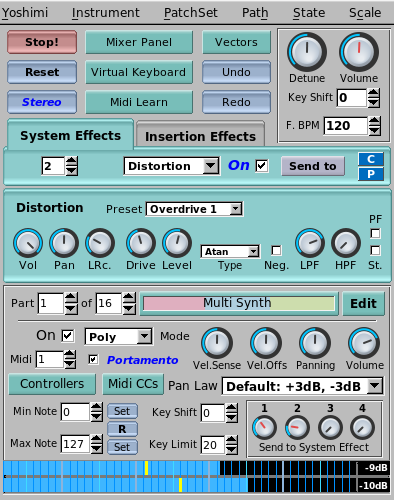 Yoshimi Instrument PatchSet Path State Scale
Stop! Mixer Panel Vectors
Reset Virtual Keyboard Undo
Stereo Midi Learn Redo
Detune Volume
Key Shift 0
F. BPM 120
System Effects Insertion Effects
2 Distortion On Send to C
P
Distortion Preset Overdrive 1
PF
Vol Pan LRc. Drive Level Atan Type Neg. LPF HPF St.
Part 1 of 16 Multi Synth Edit
On Poly Mode
Midi 1 Portamento
Vel.Sense Vel.Offs Panning Volume
Controllers Midi CCs Pan Law Default: +3dB, -3dB
Min Note 0 Set Key Shift 0
R
Max Note 127 Set Key Limit 20
1 2 3 4
Send to System Effect
-9dB
-10dB